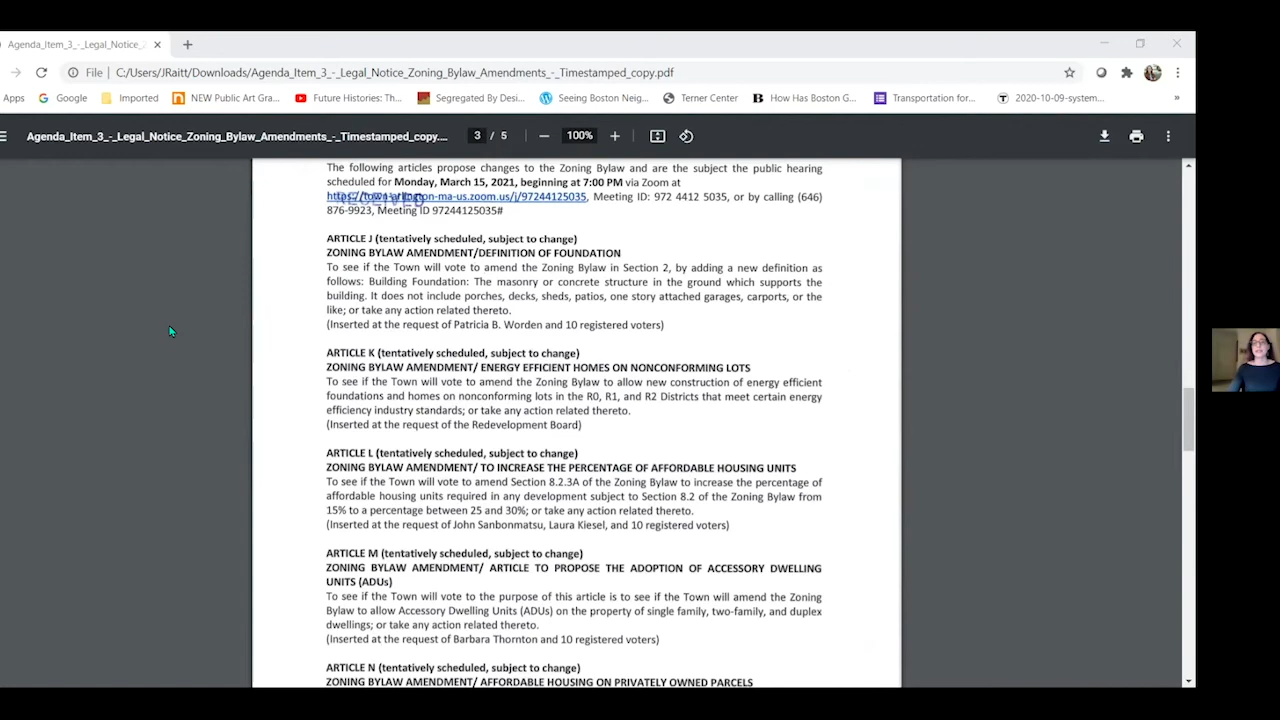 Agenda_Item_3_-_Legal_Notice_Z
File C:/Users/JRaitt/Downloads/Agenda_Item_3_-_Legal_Notice_Zoning_Bylaw_Amendments_-_Timestamped_copy.pdf
Apps Google Imported NEW Public Art Gra... Future Histories: Th... Segregated By Desi... Seeing Boston Neig... Terner Center How Has Boston G... Transportation for... 2020-10-09-system... »
Agenda_Item_3_-_Legal_Notice_Zoning_Bylaw_Amendments_-_Timestamped_copy.... 3 / 5 — 100% +
The following articles propose changes to the Zoning Bylaw and are the subject the public hearing
scheduled for Monday, March 15, 2021, beginning at 7:00 PM via Zoom at
RECEIVED
https://town-arlington-ma-us.zoom.us/j/97244125035, Meeting ID: 972 4412 5035, or by calling (646)
876-9923, Meeting ID 97244125035#
ARTICLE J (tentatively scheduled, subject to change)
ZONING BYLAW AMENDMENT/DEFINITION OF FOUNDATION
To see if the Town will vote to amend the Zoning Bylaw in Section 2, by adding a new definition as
follows: Building Foundation: The masonry or concrete structure in the ground which supports the
building. It does not include porches, decks, sheds, patios, one story attached garages, carports, or the
like; or take any action related thereto.
(Inserted at the request of Patricia B. Worden and 10 registered voters)
ARTICLE K (tentatively scheduled, subject to change)
ZONING BYLAW AMENDMENT/ ENERGY EFFICIENT HOMES ON NONCONFORMING LOTS
To see if the Town will vote to amend the Zoning Bylaw to allow new construction of energy efficient
foundations and homes on nonconforming lots in the R0, R1, and R2 Districts that meet certain energy
efficiency industry standards; or take any action related thereto.
(Inserted at the request of the Redevelopment Board)
ARTICLE L (tentatively scheduled, subject to change)
ZONING BYLAW AMENDMENT/ TO INCREASE THE PERCENTAGE OF AFFORDABLE HOUSING UNITS
To see if the Town will vote to amend Section 8.2.3A of the Zoning Bylaw to increase the percentage of
affordable housing units required in any development subject to Section 8.2 of the Zoning Bylaw from
15% to a percentage between 25 and 30%; or take any action related thereto.
(Inserted at the request of John Sanbonmatsu, Laura Kiesel, and 10 registered voters)
ARTICLE M (tentatively scheduled, subject to change)
ZONING BYLAW AMENDMENT/ ARTICLE TO PROPOSE THE ADOPTION OF ACCESSORY DWELLING
UNITS (ADUs)
To see if the Town will vote to the purpose of this article is to see if the Town will amend the Zoning
Bylaw to allow Accessory Dwelling Units (ADUs) on the property of single family, two-family, and duplex
dwellings; or take any action related thereto.
(Inserted at the request of Barbara Thornton and 10 registered voters)
ARTICLE N (tentatively scheduled, subject to change)
ZONING BYLAW AMENDMENT/ AFFORDABLE HOUSING ON PRIVATELY OWNED PARCELS